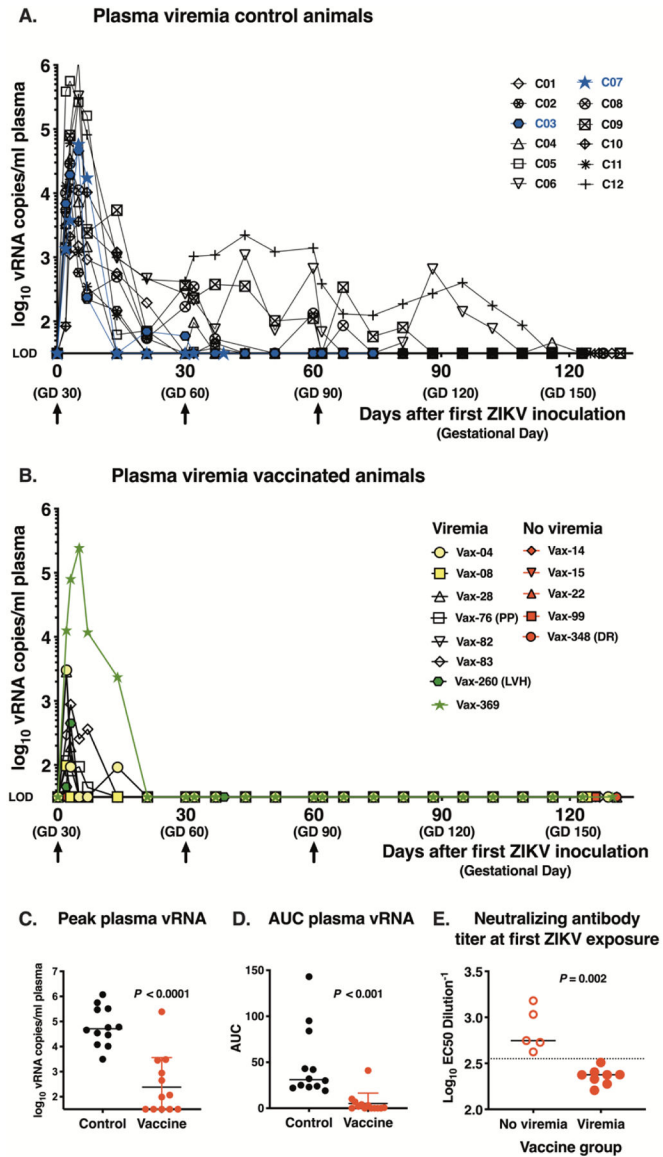 A. Plasma viremia control animals
log10 vRNA copies/ml plasma
6
5
4
3
2
LOD
C01
C02
C03
C04
C05
C06
C07
C08
C09
C10
C11
C12
0 30 60 90 120
(GD 30) (GD 60) (GD 90) (GD 120) (GD 150)
Days after first ZIKV inoculation
(Gestational Day)
B. Plasma viremia vaccinated animals
log10 vRNA copies/ml plasma
6
5
4
3
2
LOD
Viremia
Vax-04
Vax-08
Vax-28
Vax-76 (PP)
Vax-82
Vax-83
Vax-260 (LVH)
Vax-369
No viremia
Vax-14
Vax-15
Vax-22
Vax-99
Vax-348 (DR)
0 30 60 90 120
(GD 30) (GD 60) (GD 90) (GD 120) (GD 150)
Days after first ZIKV inoculation
(Gestational Day)
C. Peak plasma vRNA
log10 vRNA copies/ml plasma
7
6
5
4
3
2
P < 0.0001
Control Vaccine
D. AUC plasma vRNA
AUC
150
100
50
0
P < 0.001
Control Vaccine
E. Neutralizing antibody
titer at first ZIKV exposure
Log10 EC50 Dilution-1
3.5
3.0
2.5
2.0
P = 0.002
No viremia Viremia
Vaccine group